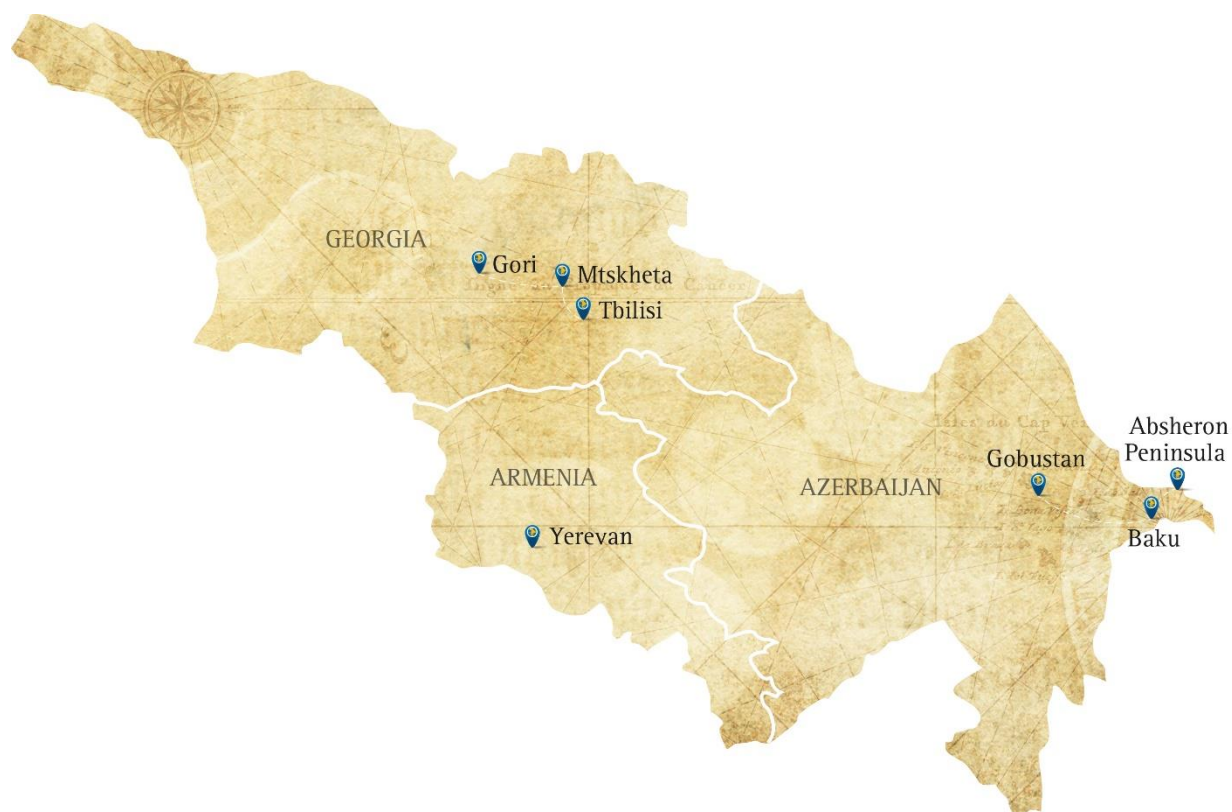 GEORGIA
Gori
Mtskheta
Tbilisi
ARMENIA
Yerevan
AZERBAIJAN
Gobustan
Absheron
Peninsula
Baku